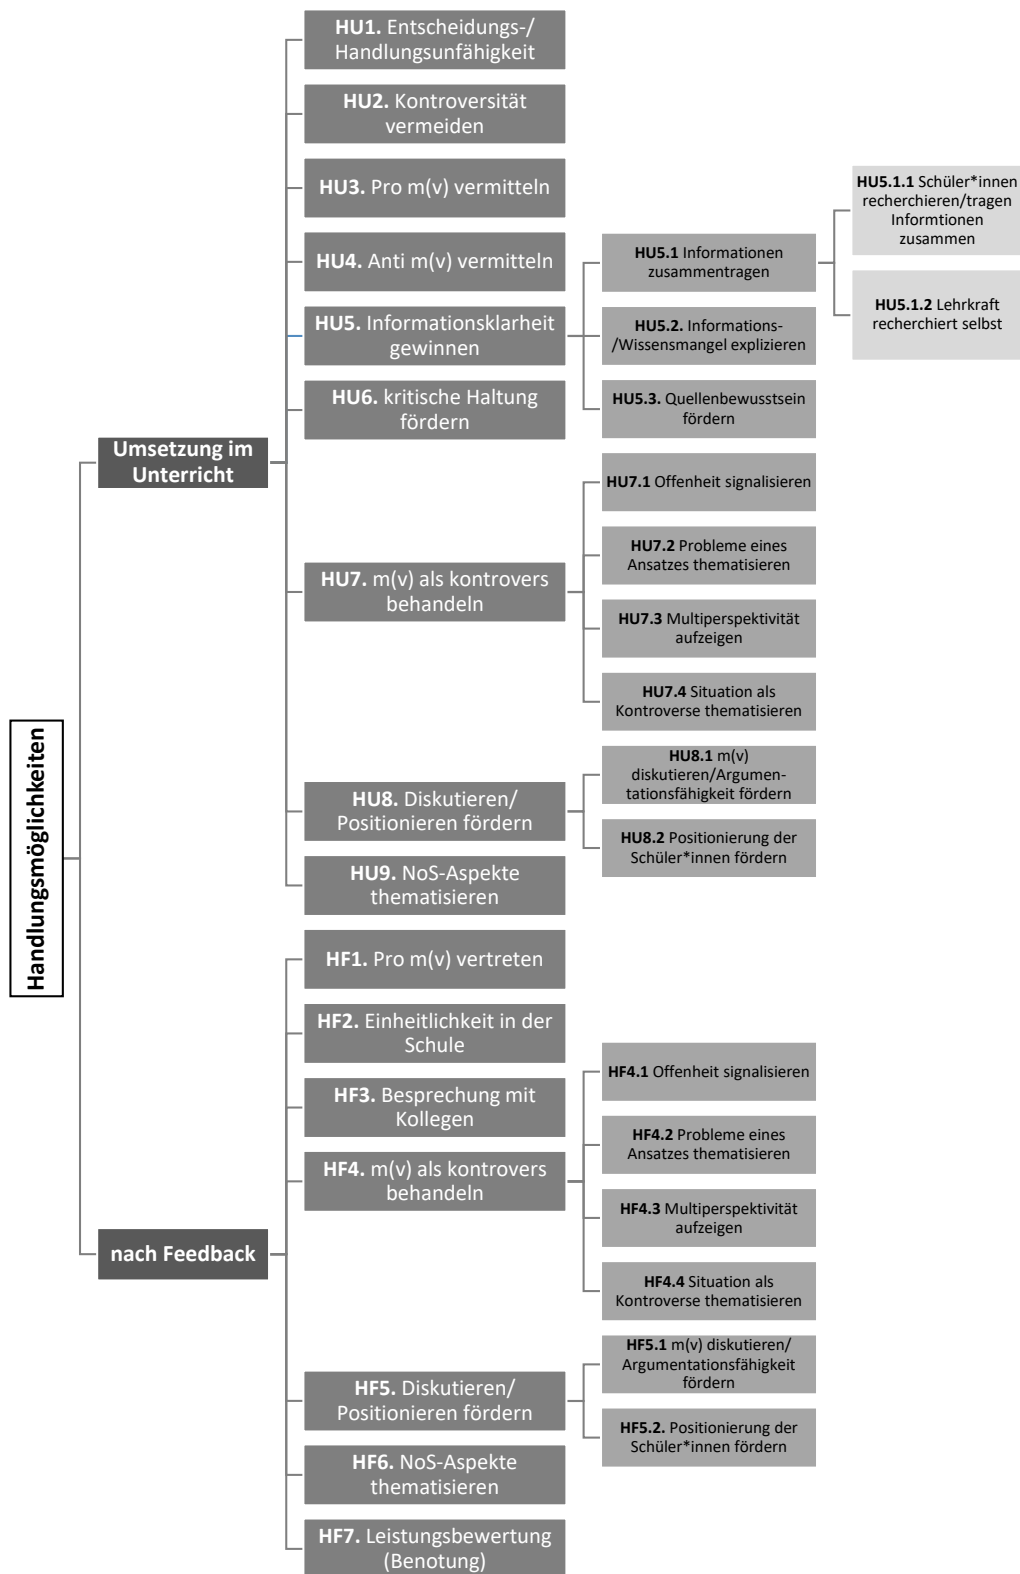 Handlungsmöglichkeiten
Umsetzung im
Unterricht
HU1. Entscheidungs-/
Handlungsunfähigkeit
HU2. Kontroversität
vermeiden
HU3. Pro m(v) vermitteln
HU4. Anti m(v) vermitteln
HU5. Informationsklarheit
gewinnen
HU5.1 Informationen
zusammentragen
HU5.1.1 Schüler*innen
recherchieren/tragen
Informtionen
zusammen
HU5.1.2 Lehrkraft
recherchiert selbst
HU5.2. Informations-
/Wissensmangel explizieren
HU5.3. Quellenbewusstsein
fördern
HU6. kritische Haltung
fördern
HU7. m(v) als kontrovers
behandeln
HU7.1 Offenheit signalisieren
HU7.2 Probleme eines
Ansatzes thematisieren
HU7.3 Multiperspektivität
aufzeigen
HU7.4 Situation als
Kontroverse thematisieren
HU8. Diskutieren/
Positionieren fördern
HU8.1 m(v)
diskutieren/Argumen-
tationsfähigkeit fördern
HU8.2 Positionierung der
Schüler*innen fördern
HU9. NoS-Aspekte
thematisieren
nach Feedback
HF1. Pro m(v) vertreten
HF2. Einheitlichkeit in der
Schule
HF3. Besprechung mit
Kollegen
HF4. m(v) als kontrovers
behandeln
HF4.1 Offenheit signalisieren
HF4.2 Probleme eines
Ansatzes thematisieren
HF4.3 Multiperspektivität
aufzeigen
HF4.4 Situation als
Kontroverse thematisieren
HF5. Diskutieren/
Positionieren fördern
HF5.1 m(v) diskutieren/
Argumentationsfähigkeit
fördern
HF5.2. Positionierung der
Schüler*innen fördern
HF6. NoS-Aspekte
thematisieren
HF7. Leistungsbewertung
(Benotung)